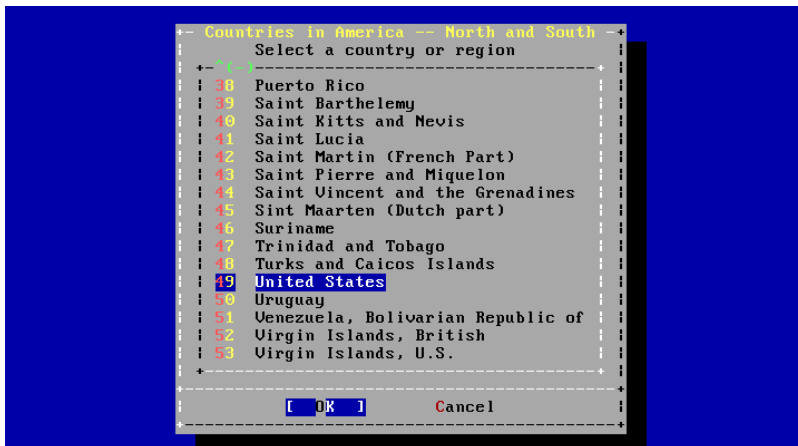 Countries in America -- North and South
Select a country or region
^(-)
38 Puerto Rico
39 Saint Barthelemy
40 Saint Kitts and Nevis
41 Saint Lucia
42 Saint Martin (French Part)
43 Saint Pierre and Miquelon
44 Saint Vincent and the Grenadines
45 Sint Maarten (Dutch part)
46 Suriname
47 Trinidad and Tobago
48 Turks and Caicos Islands
49 United States
50 Uruguay
51 Venezuela, Bolivarian Republic of
52 Virgin Islands, British
53 Virgin Islands, U.S.
[ OK ] Cancel